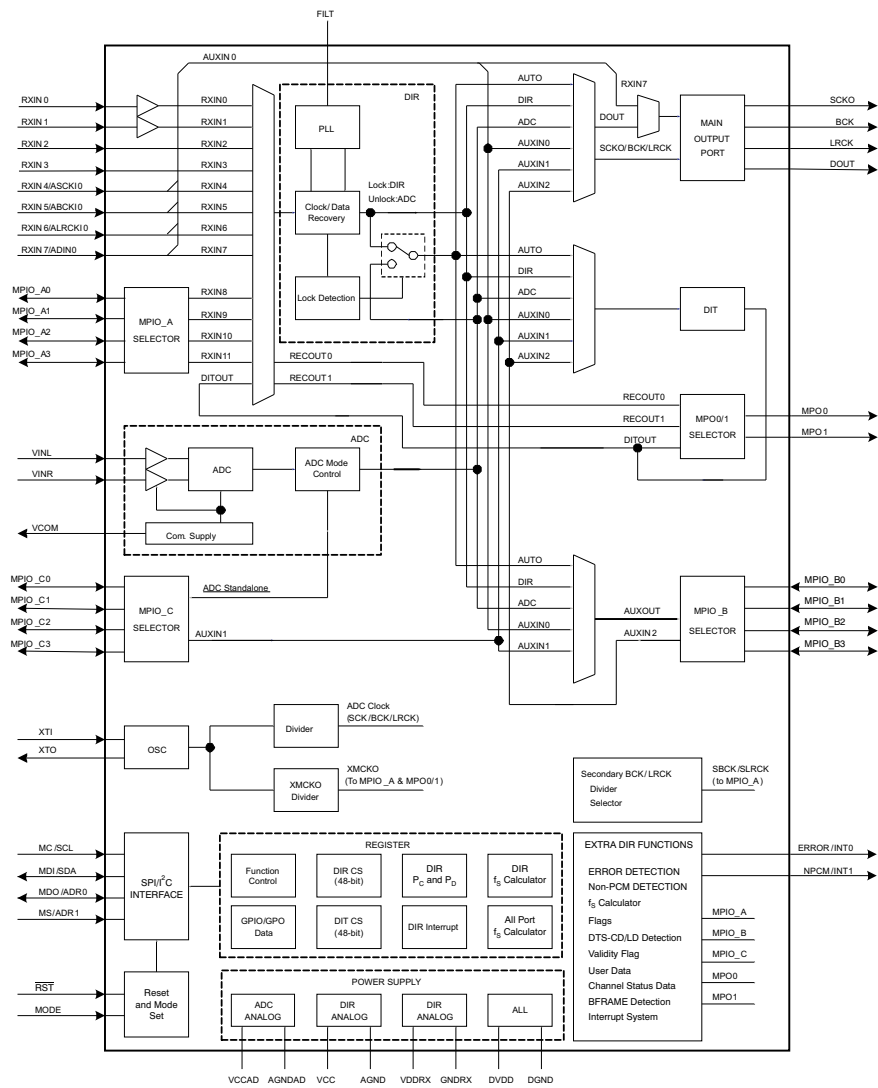 FILT
AUXIN 0
RXIN 0
RXIN 1
RXIN 2
RXIN 3
RXIN 4/ASCKI0
RXIN 5/ABCKI0
RXIN 6/ALRCKI0
RXIN 7/ADIN0
RXIN0
RXIN1
RXIN2
RXIN3
RXIN4
RXIN5
RXIN6
RXIN7
MPIO_A0
MPIO_A1
MPIO_A2
MPIO_A3
MPIO_A
SELECTOR
RXIN8
RXIN9
RXIN10
RXIN11
DITOUT
DIR
PLL
Clock/Data
Recovery
Lock Detection
Lock:DIR
Unlock:ADC
RECOUT0
RECOUT1
AUTO
DIR
ADC
AUXIN0
AUXIN1
AUXIN2
DOUT
RXIN7
SCKO/BCK/LRCK
MAIN
OUTPUT
PORT
SCKO
BCK
LRCK
DOUT
AUTO
DIR
ADC
AUXIN0
AUXIN1
AUXIN2
DIT
RECOUT0
RECOUT1
DITOUT
MPO0/1
SELECTOR
MPO0
MPO1
VINL
VINR
VCOM
ADC
ADC
ADC Mode
Control
Com. Supply
MPIO_C0
MPIO_C1
MPIO_C2
MPIO_C3
MPIO_C
SELECTOR
ADC Standalone
AUXIN1
AUTO
DIR
ADC
AUXIN0
AUXIN1
AUXOUT
AUXIN2
MPIO_B
SELECTOR
MPIO_B0
MPIO_B1
MPIO_B2
MPIO_B3
XTI
XTO
OSC
Divider
ADC Clock
(SCK/BCK/LRCK)
XMCKO
Divider
XMCKO
(To MPIO_A & MPO0/1)
Secondary BCK/LRCK
Divider
Selector
SBCK/SLRCK
(to MPIO_A)
MC/SCL
MDI/SDA
MDO/ADR0
MS/ADR1
SPI/I²C
INTERFACE
REGISTER
Function
Control
DIR CS
(48-bit)
DIR
PC and PD
DIR
fS Calculator
GPIO/GPO
Data
DIT CS
(48-bit)
DIR Interrupt
All Port
fS Calculator
EXTRA DIR FUNCTIONS
ERROR DETECTION
Non-PCM DETECTION
fS Calculator
Flags
DTS-CD/LD Detection
Validity Flag
User Data
Channel Status Data
BFRAME Detection
Interrupt System
ERROR/INT0
NPCM/INT1
MPIO_A
MPIO_B
MPIO_C
MPO0
MPO1
RST
MODE
Reset
and Mode
Set
POWER SUPPLY
ADC
ANALOG
DIR
ANALOG
DIR
ANALOG
ALL
VCCAD
AGNDAD
VCC
AGND
VDDRX
GNDRX
DVDD
DGND